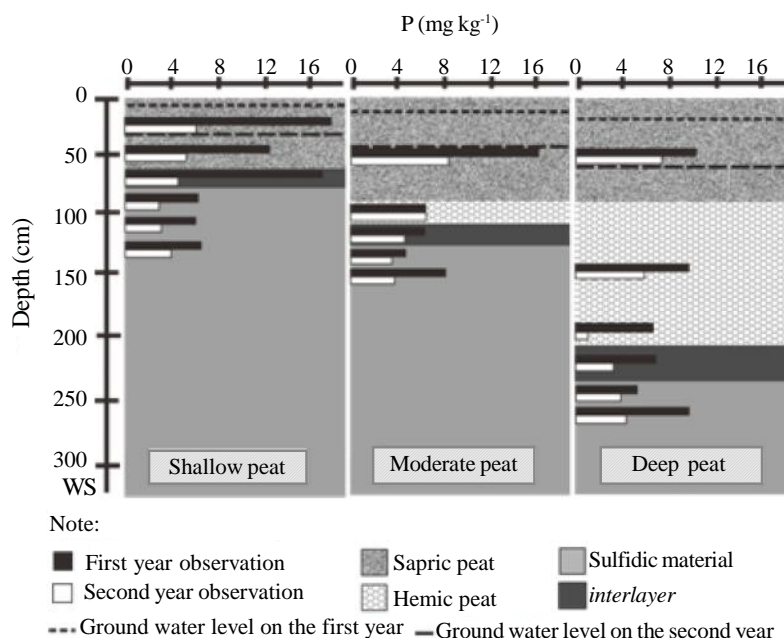 P (mg kg-1)
0 4 8 12 16 0 4 8 12 16 0 4 8 12 16
0
50
100
150
200
250
300
WS
Depth (cm)
Shallow peat Moderate peat Deep peat
Note:
First year observation Sapric peat Sulfidic material
Second year observation Hemic peat interlayer
Ground water level on the first year Ground water level on the second year